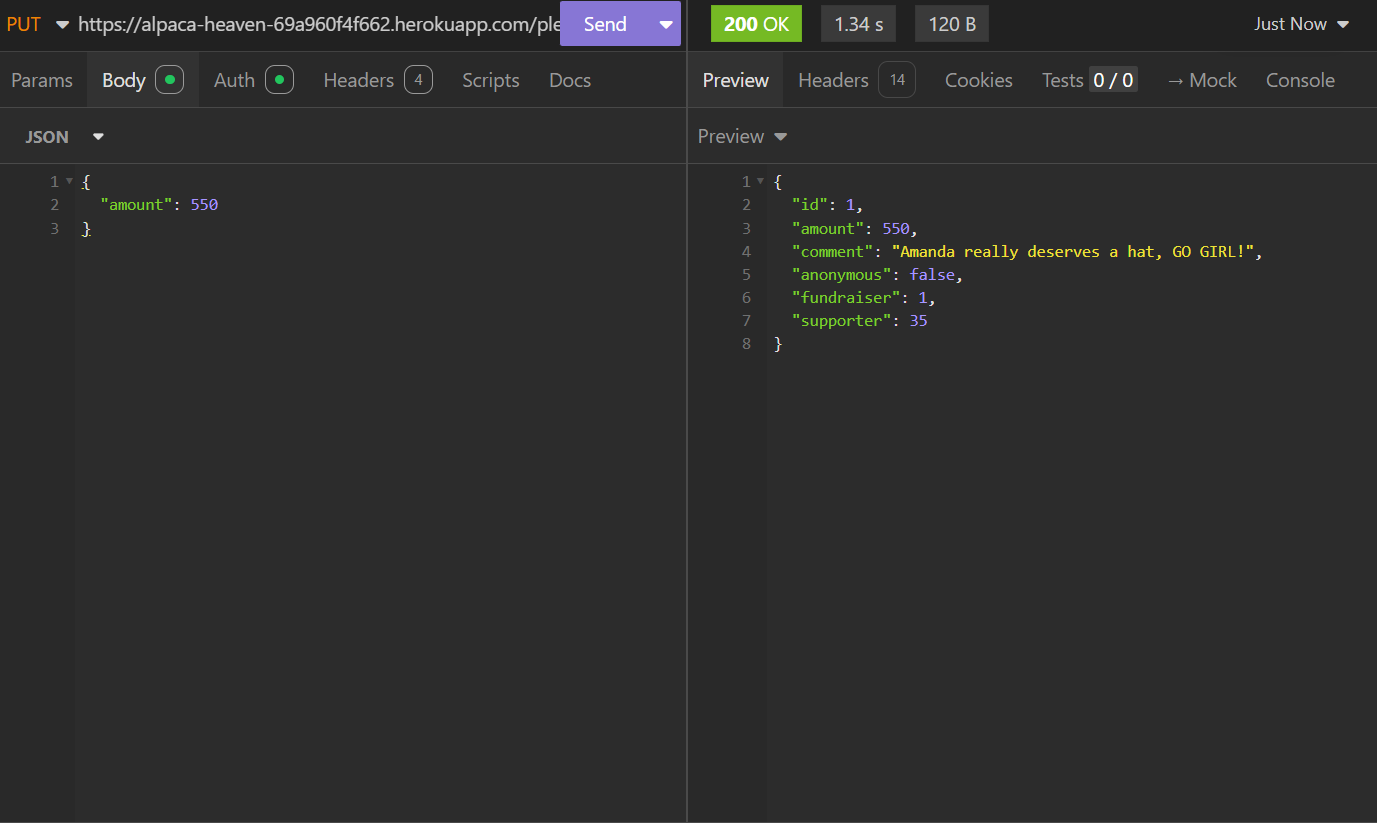 PUT https://alpaca-heaven-69a960f4f662.herokuapp.com/ple Send 200 OK 1.34 s 120 B Just Now
Params Body Auth Headers 4 Scripts Docs Preview Headers 14 Cookies Tests 0 / 0 → Mock Console
JSON Preview
1 {
2 "amount": 550
3 }
1 {
2 "id": 1,
3 "amount": 550,
4 "comment": "Amanda really deserves a hat, GO GIRL!",
5 "anonymous": false,
6 "fundraiser": 1,
7 "supporter": 35
8 }